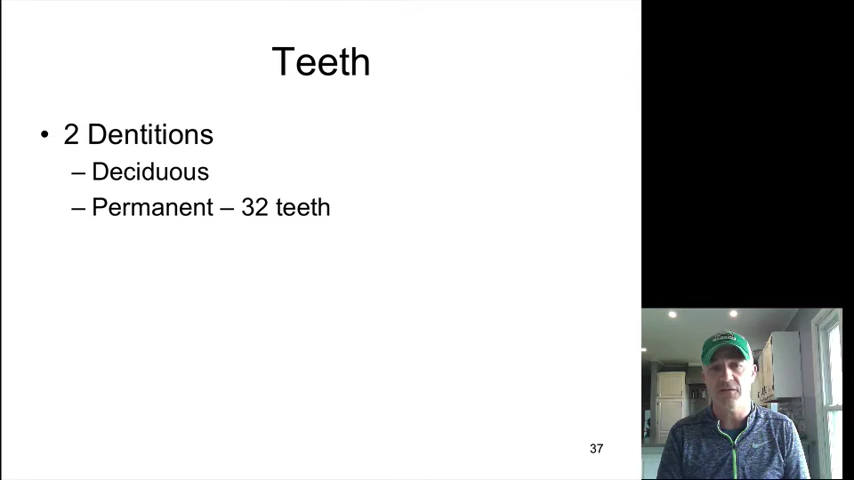 Teeth
• 2 Dentitions
– Deciduous
– Permanent – 32 teeth
37